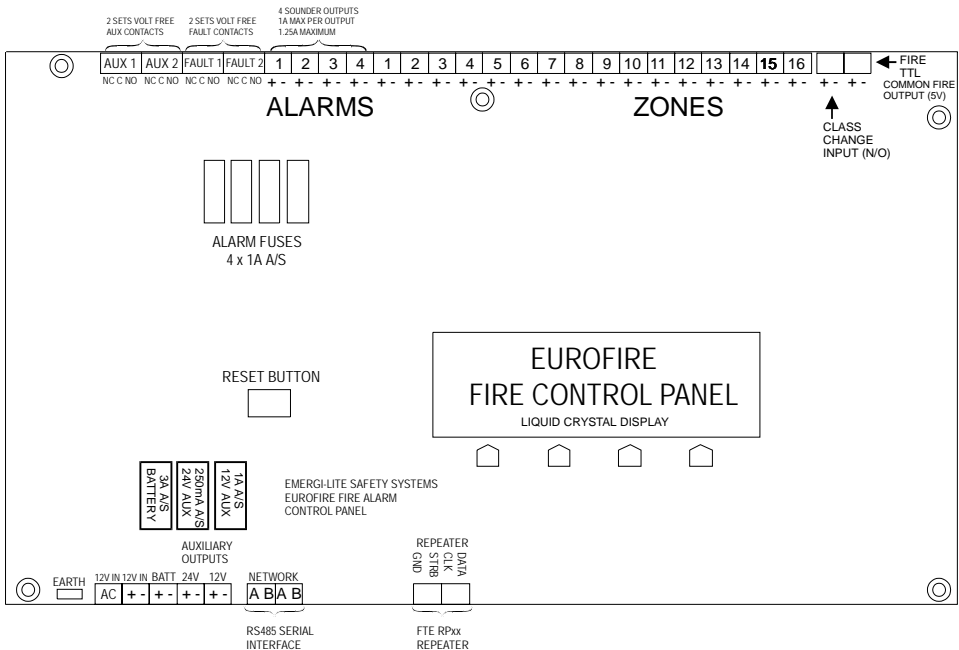 2 SETS VOLT FREE
AUX CONTACTS
2 SETS VOLT FREE
FAULT CONTACTS
4 SOUNDER OUTPUTS
1A MAX PER OUTPUT
1.25A MAXIMUM
AUX 1 AUX 2 FAULT 1 FAULT 2 1 2 3 4 1 2 3 4 5 6 7 8 9 10 11 12 13 14 15 16
NC C NO NC C NO NC C NO NC C NO + - + - + - + - + - + - + - + - + - + - + - + - + - + - + - + - + - + - + - + - + - + -
ALARMS
ZONES
FIRE
TTL
COMMON FIRE
OUTPUT (5V)
CLASS
CHANGE
INPUT (N/O)
ALARM FUSES
4 x 1A A/S
RESET BUTTON
EUROFIRE
FIRE CONTROL PANEL
LIQUID CRYSTAL DISPLAY
3A A/S
BATTERY
250mA A/S
24V AUX
1A A/S
12V AUX
EMERGI-LITE SAFETY SYSTEMS
EUROFIRE FIRE ALARM
CONTROL PANEL
AUXILIARY
OUTPUTS
REPEATER
GND STRB CLK DATA
EARTH
12V IN 12V IN BATT 24V 12V
AC + - + - + - + -
NETWORK
A B A B
RS485 SERIAL
INTERFACE
FTE RPxx
REPEATER